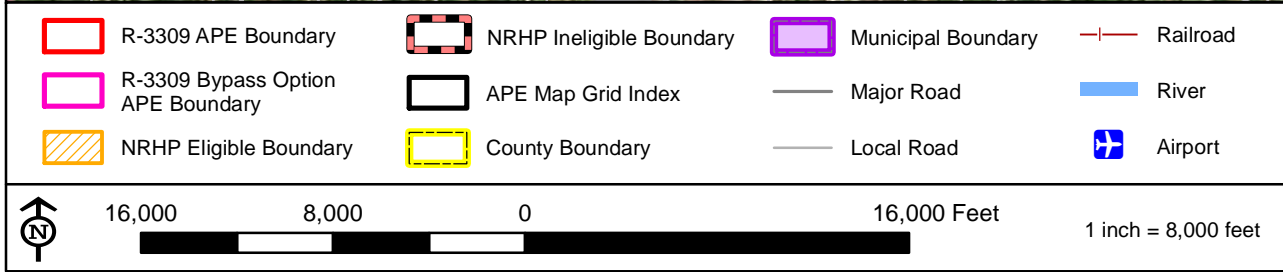 R-3309 APE Boundary
R-3309 Bypass Option
APE Boundary
NRHP Eligible Boundary
NRHP Ineligible Boundary
APE Map Grid Index
County Boundary
Municipal Boundary
Major Road
Local Road
Railroad
River
Airport
N
16,000 8,000 0 16,000 Feet
1 inch = 8,000 feet